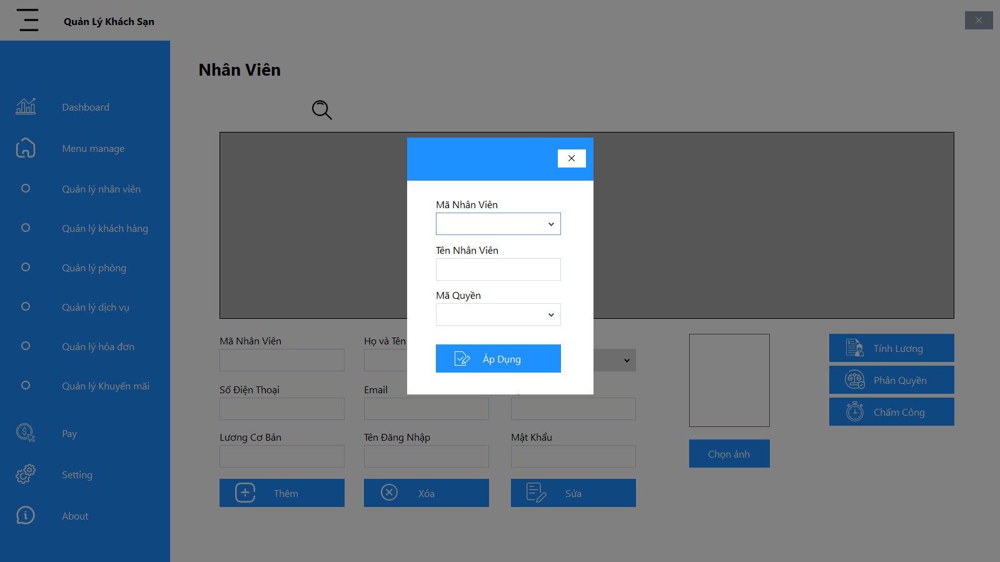 Quản Lý Khách Sạn
Nhân Viên
Dashboard
Menu manage
Quản lý nhân viên
Quản lý khách hàng
Quản lý phòng
Quản lý dịch vụ
Quản lý hóa đơn
Quản lý Khuyến mãi
Pay
Setting
About
Mã Nhân Viên
Tên Nhân Viên
Mã Quyền
Áp Dụng
Mã Nhân Viên
Họ và Tên
Số Điện Thoại
Email
Lương Cơ Bản
Tên Đăng Nhập
Mật Khẩu
Thêm
Xóa
Sửa
Chọn ảnh
Tính Lương
Phân Quyền
Chấm Công